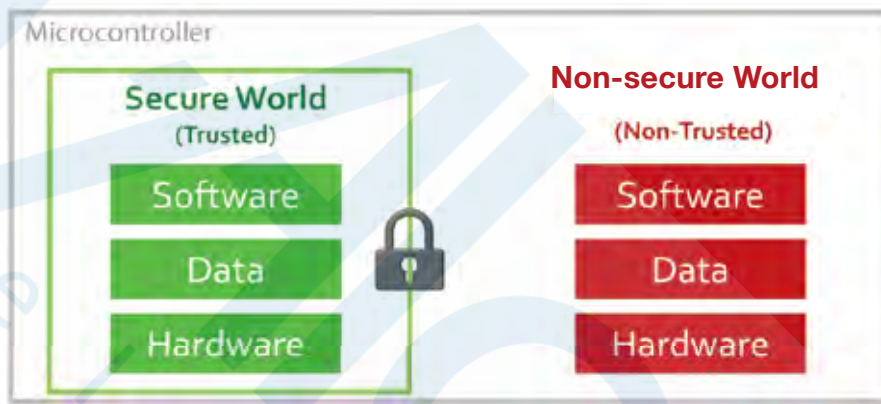 Microcontroller
Secure World
(Trusted)
Software
Data
Hardware
Non-secure World
(Non-Trusted)
Software
Data
Hardware